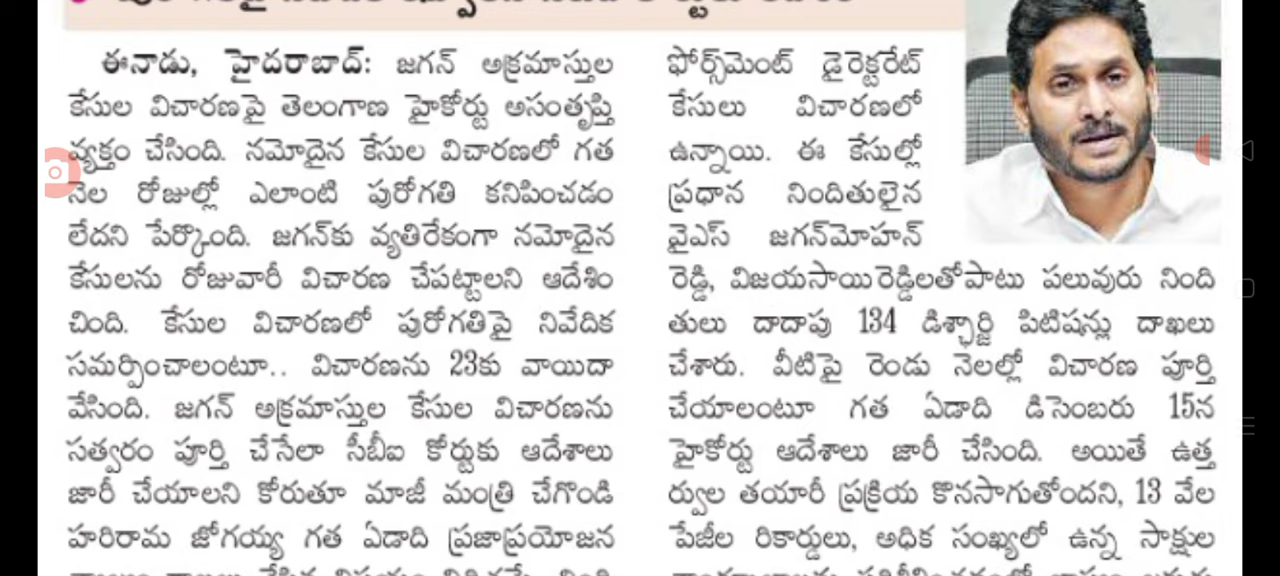 ఈనాడు, హైదరాబాద్: జగన్ అక్రమాస్తుల
కేసుల విచారణపై తెలంగాణ హైకోర్టు అసంతృప్తి
వ్యక్తం చేసింది. నమోదైన కేసుల విచారణలో గత
నెల రోజుల్లో ఎలాంటి పురోగతి కనిపించడం
లేదని పేర్కొంది. జగన్‌కు వ్యతిరేకంగా నమోదైన
కేసులను రోజువారీ విచారణ చేపట్టాలని ఆదేశిం
చింది. కేసుల విచారణలో పురోగతిపై నివేదిక
సమర్పించాలంటూ.. విచారణను 23కు వాయిదా
వేసింది. జగన్ అక్రమాస్తుల కేసుల విచారణను
సత్వరం పూర్తి చేసేలా సీబీఐ కోర్టుకు ఆదేశాలు
జారీ చేయాలని కోరుతూ మాజీ మంత్రి చేగొండి
హరిరామ జోగయ్య గత ఏడాది ప్రజాప్రయోజన
ఫోర్స్‌మెంట్ డైరెక్టరేట్
కేసులు విచారణలో
ఉన్నాయి. ఈ కేసుల్లో
ప్రధాన నిందితులైన
వైఎస్ జగన్‌మోహన్
రెడ్డి, విజయసాయిరెడ్డిలతోపాటు పలువురు నింది
తులు దాదాపు 134 డిశ్ఛార్జి పిటిషన్లు దాఖలు
చేశారు. వీటిపై రెండు నెలల్లో విచారణ పూర్తి
చేయాలంటూ గత ఏడాది డిసెంబరు 15న
హైకోర్టు ఆదేశాలు జారీ చేసింది. అయితే ఉత్త
ర్వుల తయారీ ప్రక్రియ కొనసాగుతోందని, 13 వేల
పేజీల రికార్డులు, అధిక సంఖ్యలో ఉన్న సాక్షుల